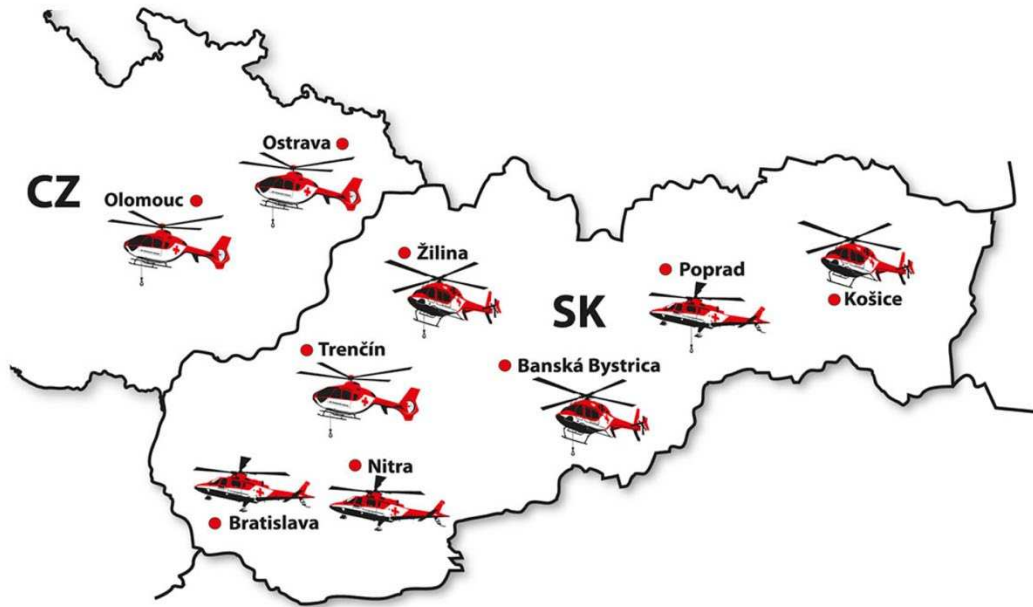 Ostrava
CZ
Olomouc
Žilina
Poprad
SK
Košice
Trenčín
Banská Bystrica
Nitra
Bratislava